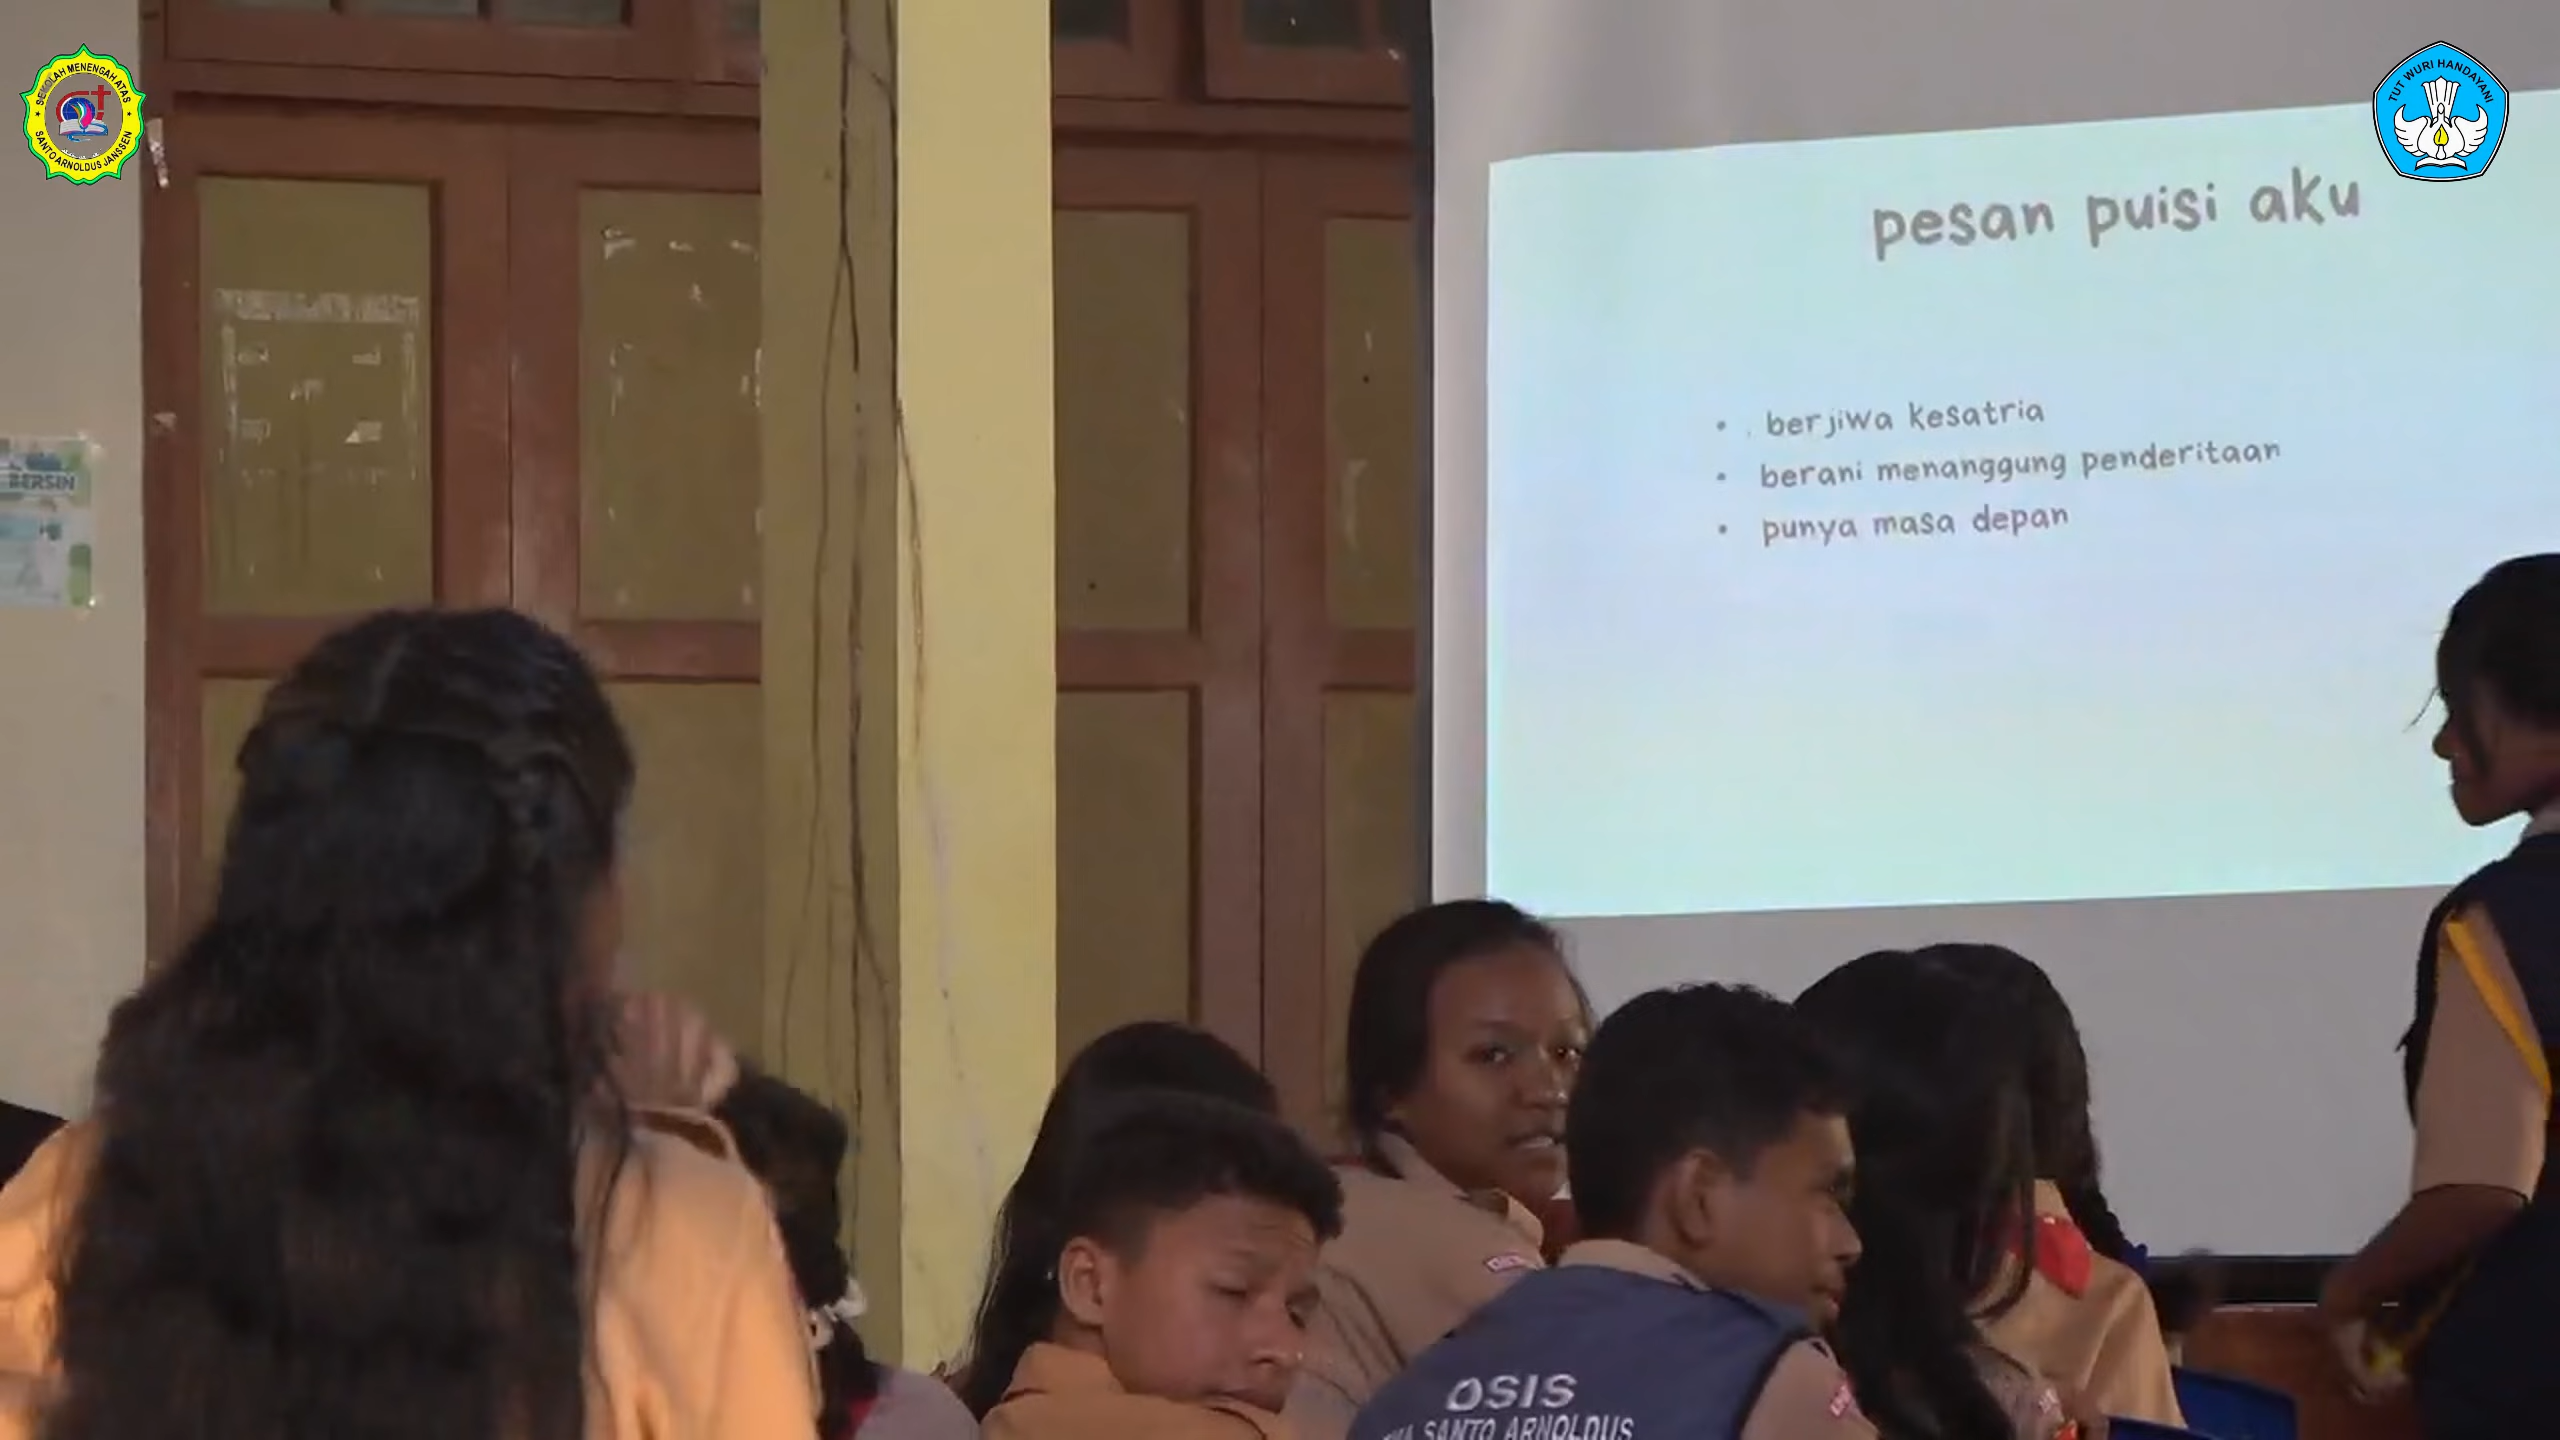 SEKOLAH MENENGAH ATAS
SANTO ARNOLDUS JANSSEN
TUT WURI HANDAYANI
pesan puisi aku
• berjiwa kesatria
• berani menanggung penderitaan
• punya masa depan
BERSIH
OSIS
SANTO ARNOLDUS